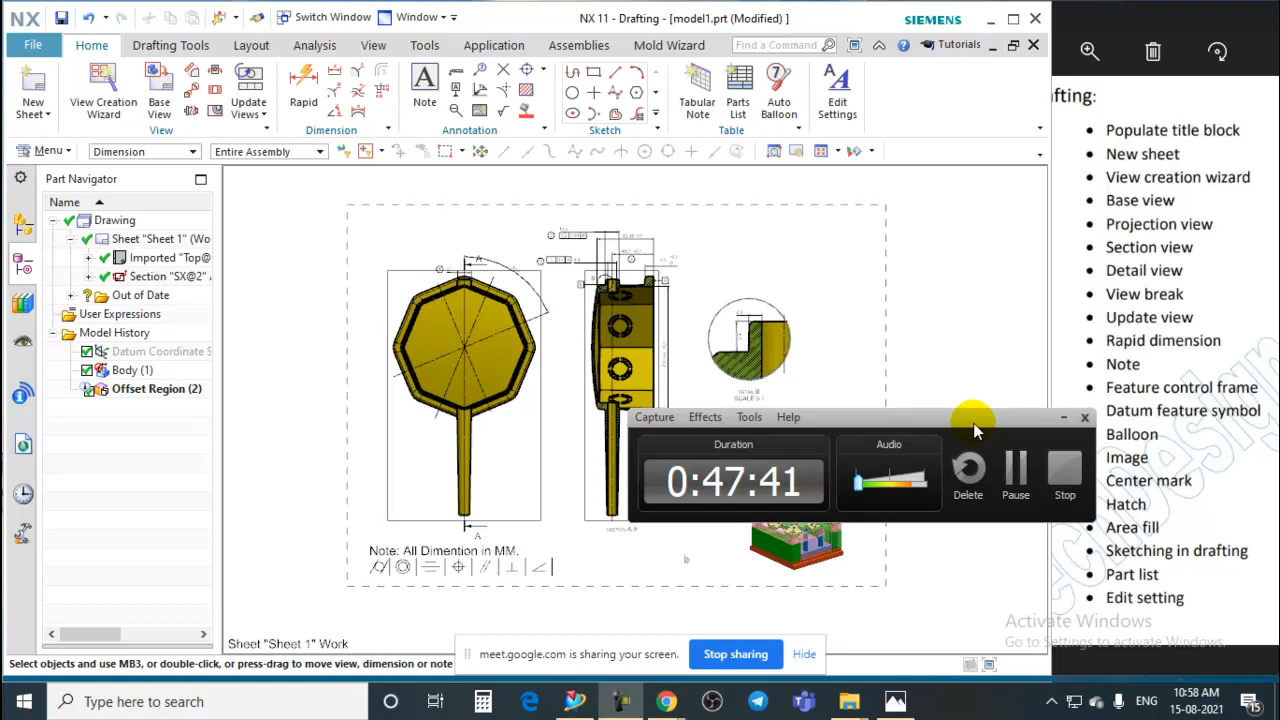 NX
Switch Window
Window
NX 11 - Drafting - [model1.prt (Modified) ]
SIEMENS
File
Home
Drafting Tools
Layout
Analysis
View
Tools
Application
Assemblies
Mold Wizard
Find a Command
Tutorials
New Sheet
View Creation Wizard
Base View
Update Views
Rapid
Note
Tabular Note
Parts List
Auto Balloon
Edit Settings
View
Dimension
Annotation
Sketch
Table
Menu
Dimension
Entire Assembly
Part Navigator
Name
Drawing
Sheet "Sheet 1" (Wo
Imported "Top@
Section "SX@2"
Out of Date
User Expressions
Model History
Datum Coordinate S
Body (1)
Offset Region (2)
A
A
DETAIL B
SECTION A-A
Note: All Dimention in MM.
Sheet "Sheet 1" Work
Select objects and use MB3, or double-click, or press-drag to move view, dimension or note
Capture
Effects
Tools
Help
Duration
0:47:41
Audio
Delete
Pause
Stop
meet.google.com is sharing your screen.
Stop sharing
Hide
fting:
• Populate title block
• New sheet
• View creation wizard
• Base view
• Projection view
• Section view
• Detail view
• View break
• Update view
• Rapid dimension
• Note
• Feature control frame
• Datum feature symbol
• Balloon
• Image
• Center mark
• Hatch
• Area fill
• Sketching in drafting
• Part list
• Edit setting
Activate Windows
Go to Settings to activate Windows.
Type here to search
ENG
10:58 AM
15-08-2021
15